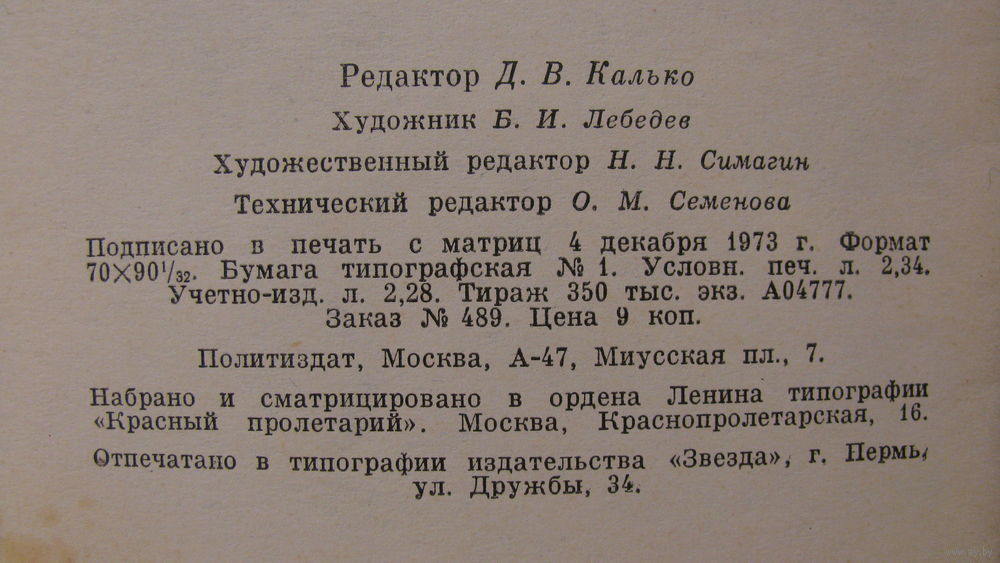 Редактор Д. В. Калько
Художник Б. И. Лебедев
Художественный редактор Н. Н. Симагин
Технический редактор О. М. Семенова
Подписано в печать с матриц 4 декабря 1973 г. Формат
70×90¹/₃₂. Бумага типографская № 1. Условн. печ. л. 2,34.
Учетно-изд. л. 2,28. Тираж 350 тыс. экз. А04777.
Заказ № 489. Цена 9 коп.
Политиздат, Москва, А-47, Миусская пл., 7.
Набрано и сматрицировано в ордена Ленина типографии
«Красный пролетарий». Москва, Краснопролетарская, 16.
Отпечатано в типографии издательства «Звезда», г. Пермь,
ул. Дружбы, 34.